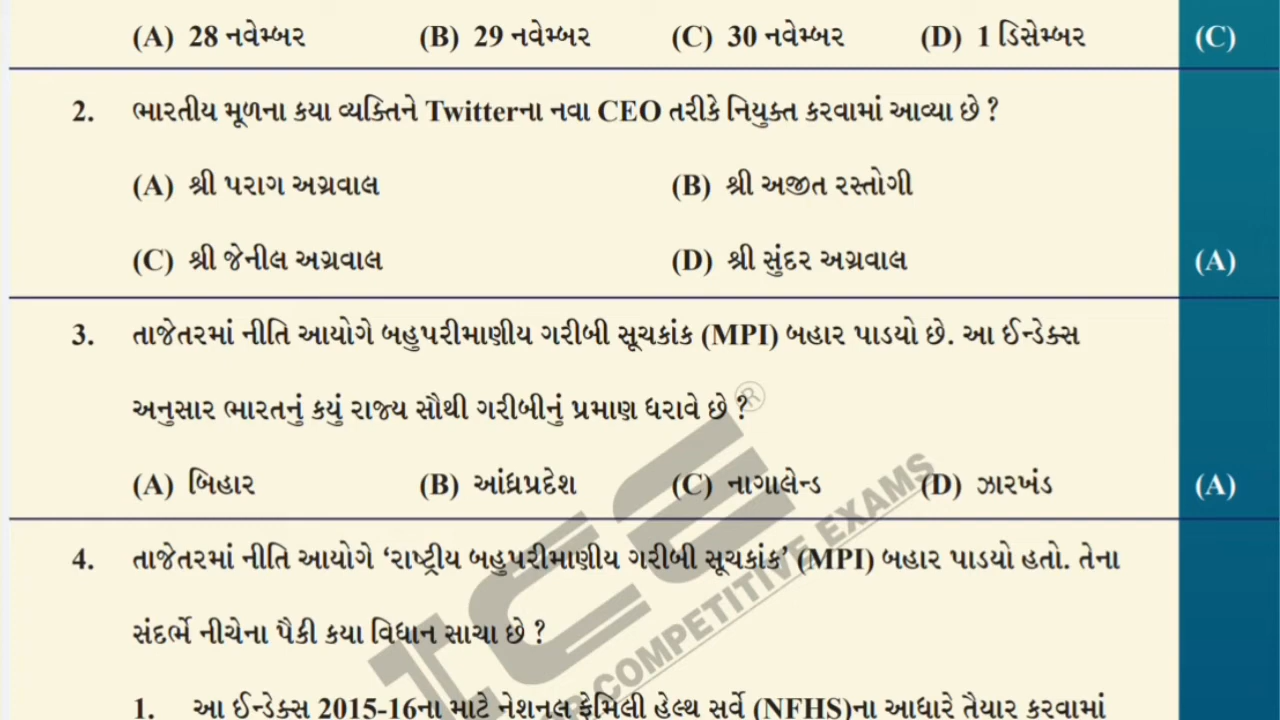 (A) 28 નવેમ્બર (B) 29 નવેમ્બર (C) 30 નવેમ્બર (D) 1 ડિસેમ્બર (C)
2. ભારતીય મૂળના કયા વ્યક્તિને Twitterના નવા CEO તરીકે નિયુક્ત કરવામાં આવ્યા છે ?
(A) શ્રી પરાગ અગ્રવાલ (B) શ્રી અજીત રસ્તોગી
(C) શ્રી જેનીલ અગ્રવાલ (D) શ્રી સુંદર અગ્રવાલ (A)
3. તાજેતરમાં નીતિ આયોગે બહુપરીમાણીય ગરીબી સૂચકાંક (MPI) બહાર પાડયો છે. આ ઈન્ડેક્સ
અનુસાર ભારતનું કયું રાજ્ય સૌથી ગરીબીનું પ્રમાણ ધરાવે છે ?
(A) બિહાર (B) આંધ્રપ્રદેશ (C) નાગાલેન્ડ (D) ઝારખંડ (A)
4. તાજેતરમાં નીતિ આયોગે ‘રાષ્ટ્રીય બહુપરીમાણીય ગરીબી સૂચકાંક’ (MPI) બહાર પાડયો હતો. તેના
સંદર્ભે નીચેના પૈકી કયા વિધાન સાચા છે ?
1. આ ઈન્ડેક્સ 2015-16ના માટે નેશનલ ફેમિલી હેલ્થ સર્વે (NFHS)ના આધારે તૈયાર કરવામાં
ICE ®
COMPETITIVE EXAMS